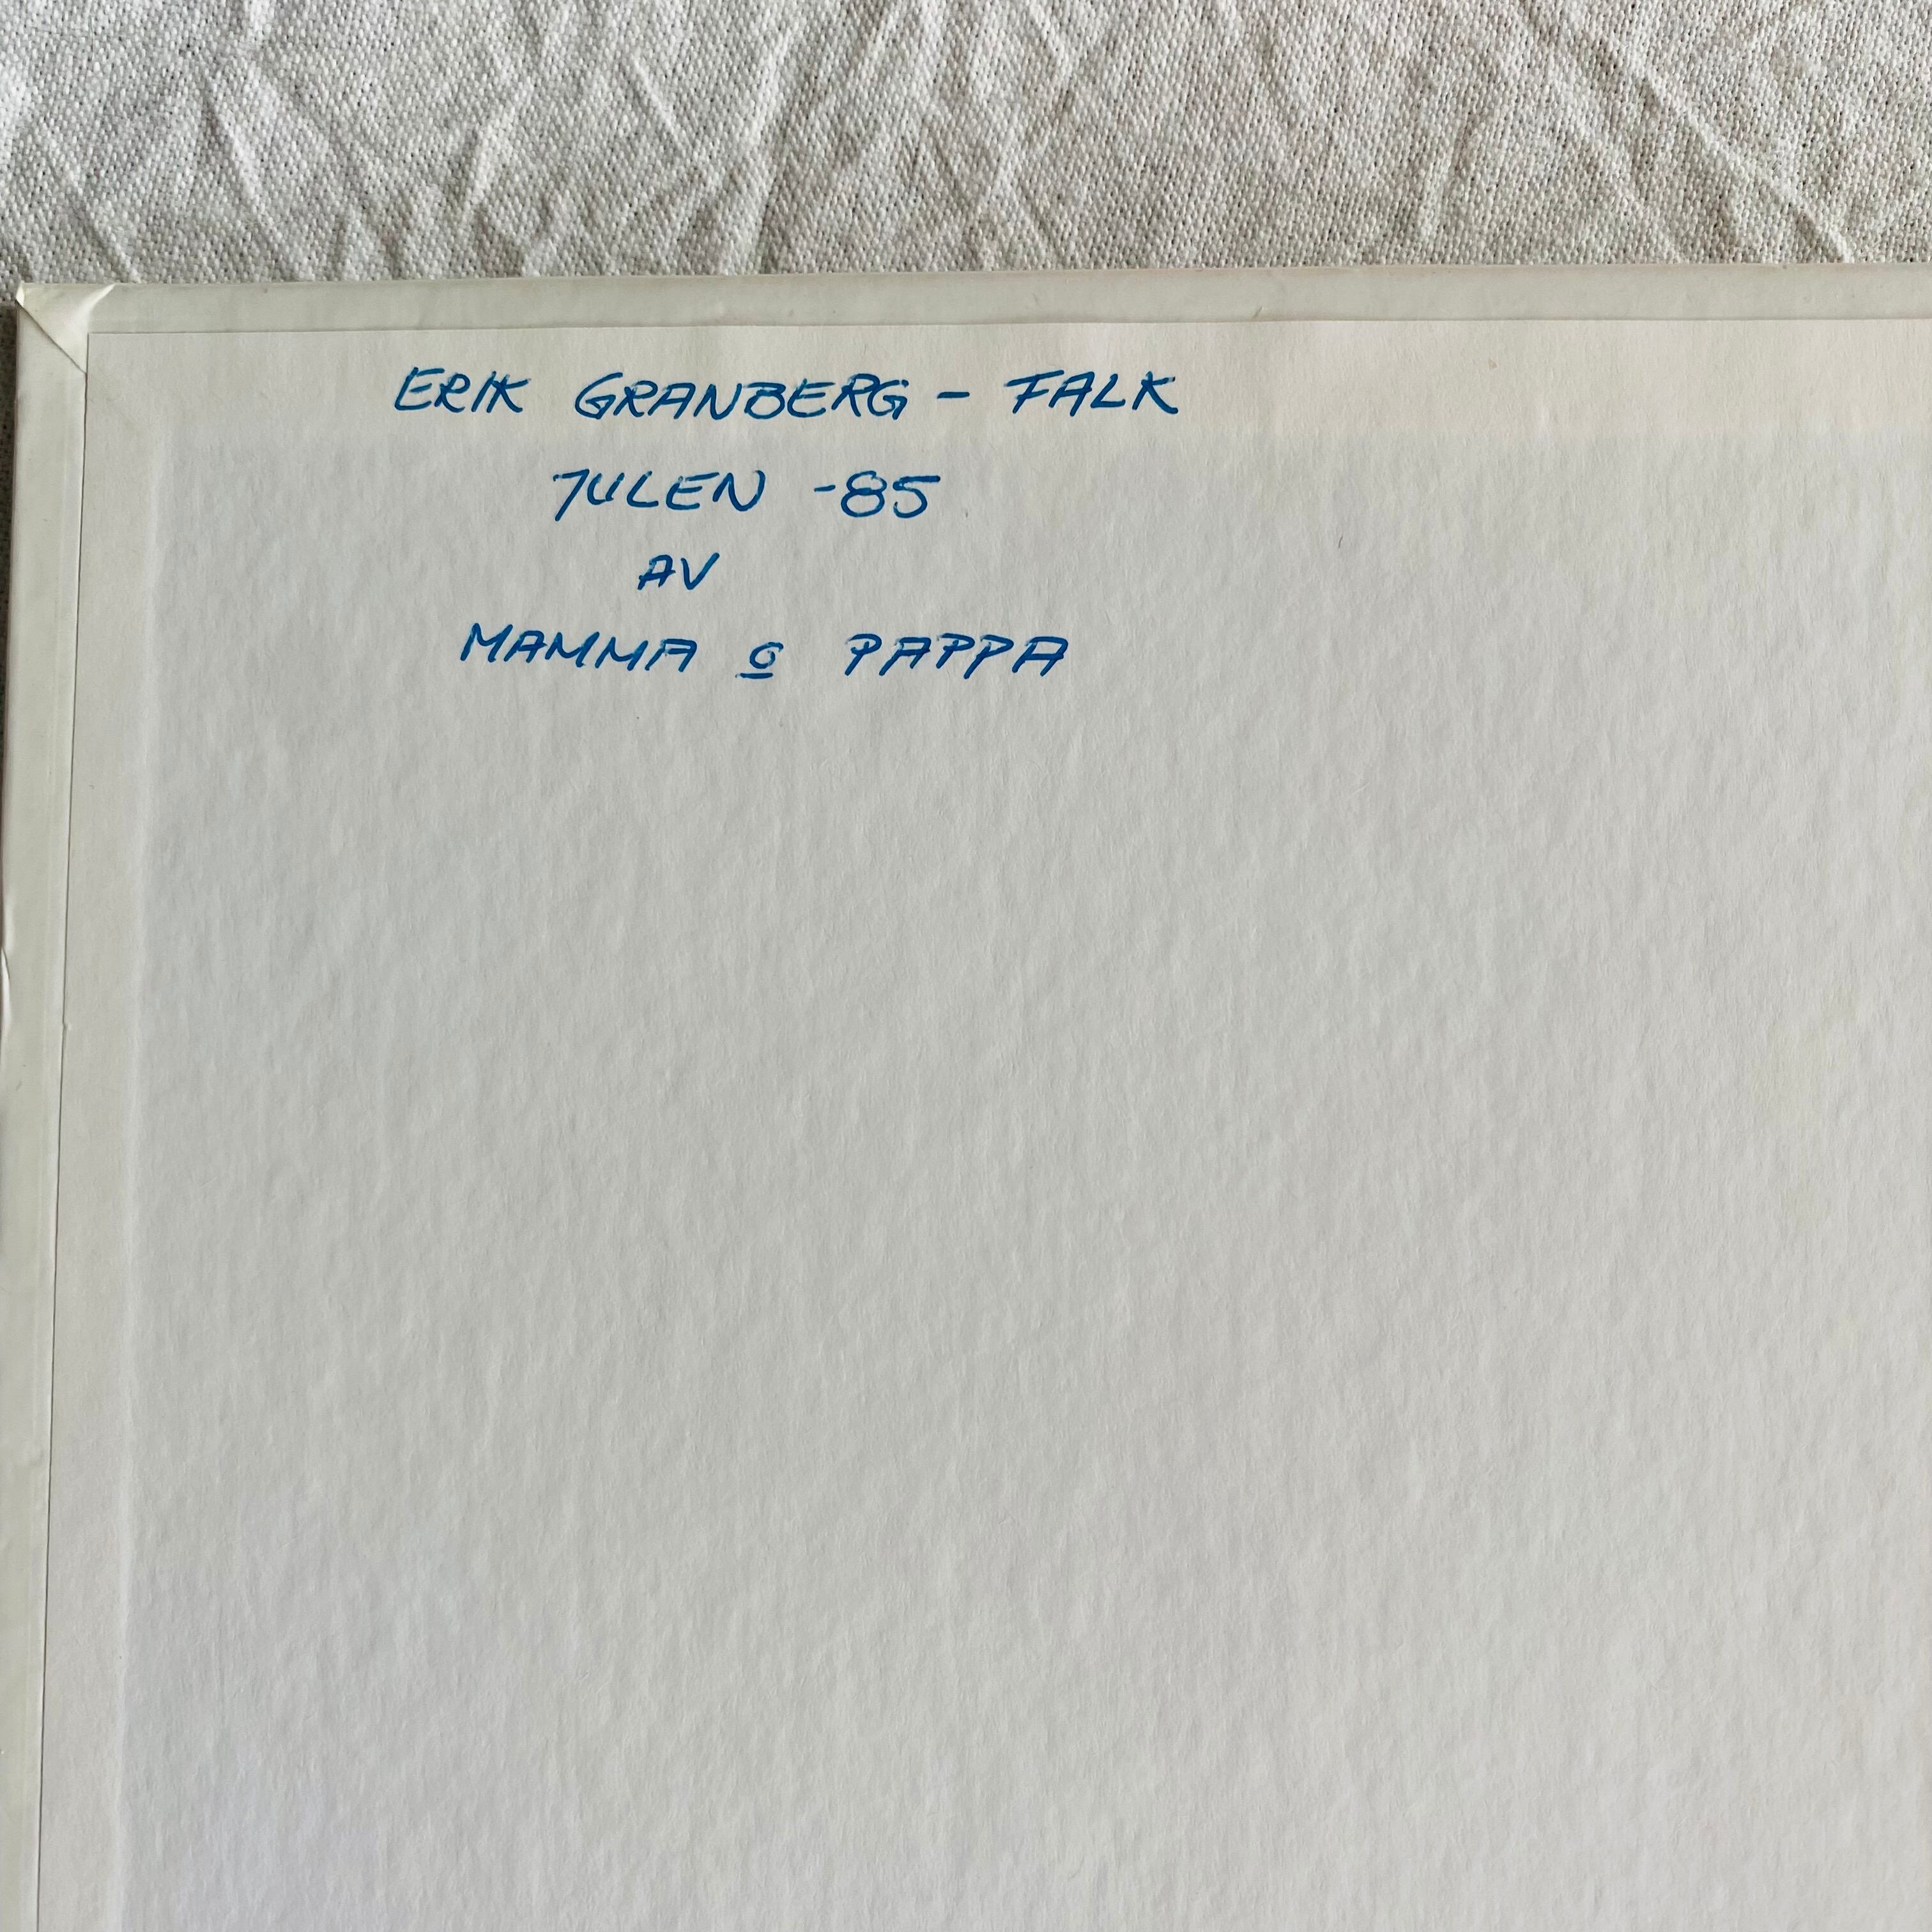 ERIK GRANBERG - FALK
JULEN -85
AV
MAMMA o PAPPA